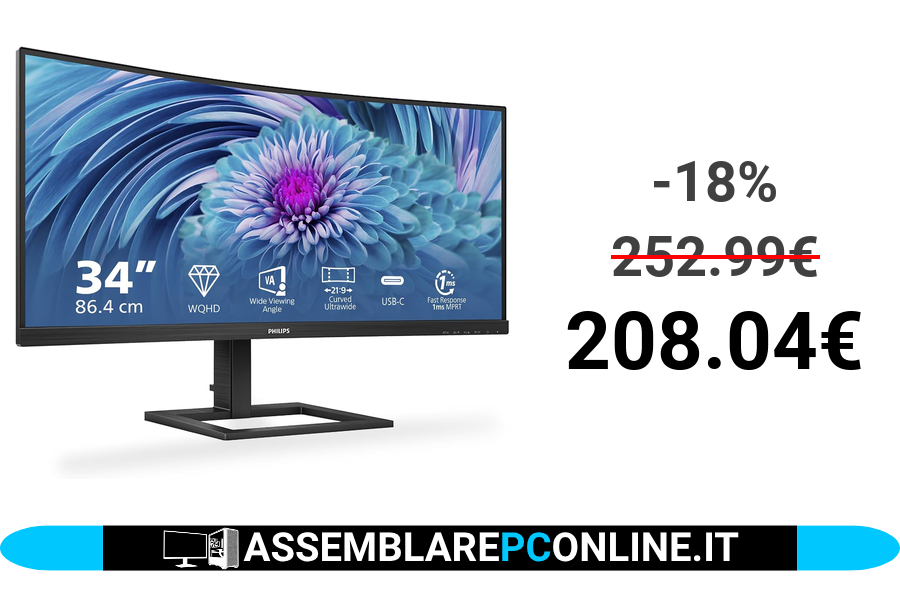 34”
86.4 cm
WQHD
VA
Wide Viewing
Angle
21:9
Curved
Ultrawide
USB-C
1ms
Fast Response
1ms MPRT
PHILIPS
-18%
252.99€
208.04€
ASSEMBLAREPCONLINE.IT